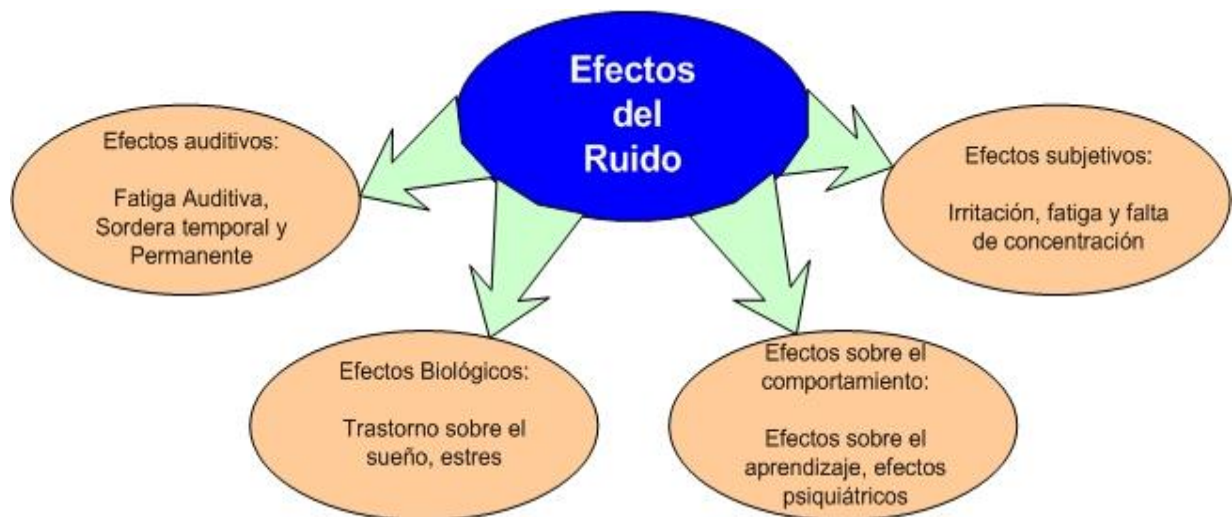 Efectos
del
Ruido
Efectos auditivos:
Fatiga Auditiva,
Sordera temporal y
Permanente
Efectos Biológicos:
Trastorno sobre el
sueño, estres
Efectos sobre el
comportamiento:
Efectos sobre el
aprendizaje, efectos
psiquiátricos
Efectos subjetivos:
Irritación, fatiga y falta
de concentración